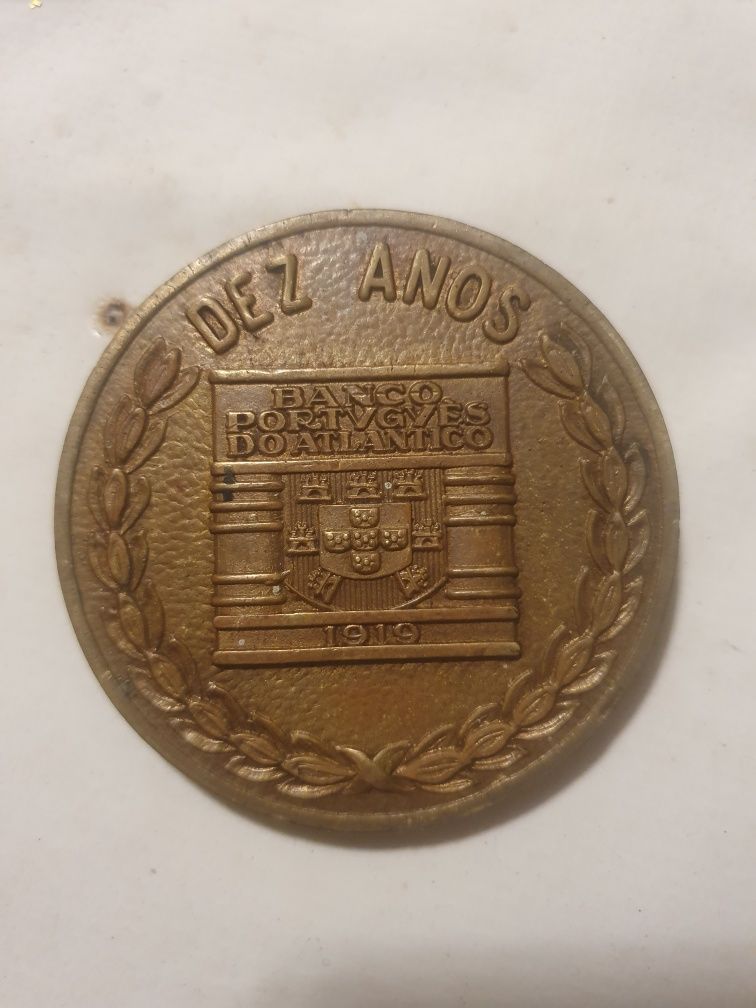 DEZ ANOS
BANCO
PORTVGVÊS
DO ATLANTICO
1919